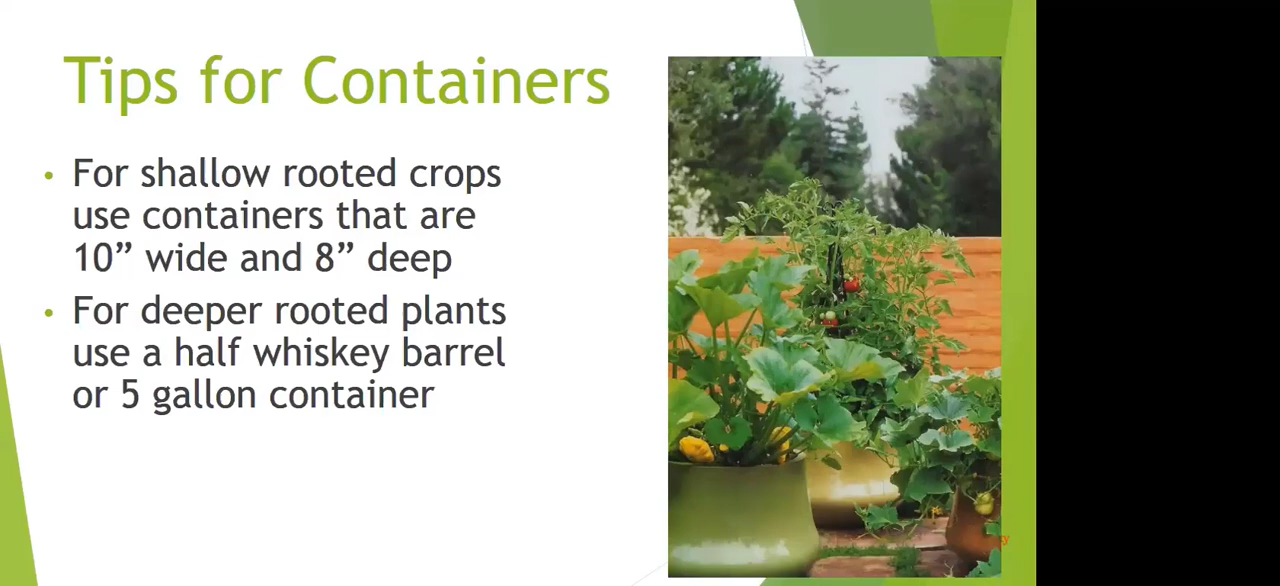 Tips for Containers
• For shallow rooted crops
use containers that are
10” wide and 8” deep
• For deeper rooted plants
use a half whiskey barrel
or 5 gallon container